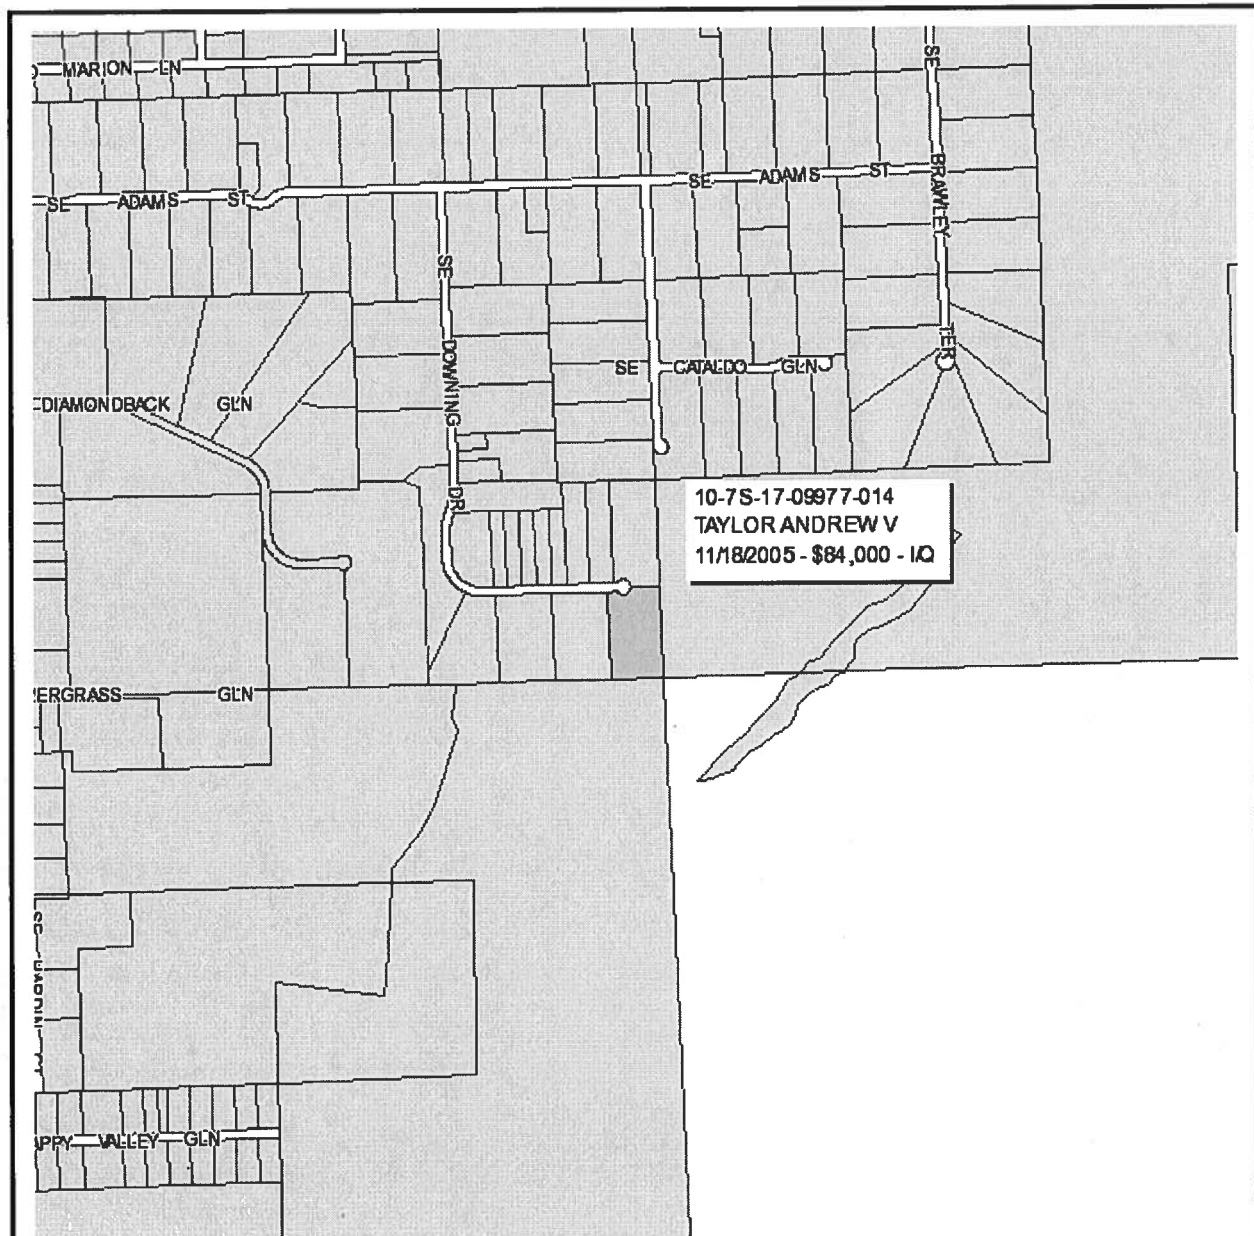 MARION LN
SE ADAMS ST
SE ADAMS ST
SE BRAWLEY TER
SE DOWNING DR
SE CATALDO GLN
DIAMONDBACK GLN
10-7S-17-09977-014
TAYLOR ANDREW V
11/18/2005 - $84,000 - I/Q
ERGRASS GLN
APPY VALLEY GLN